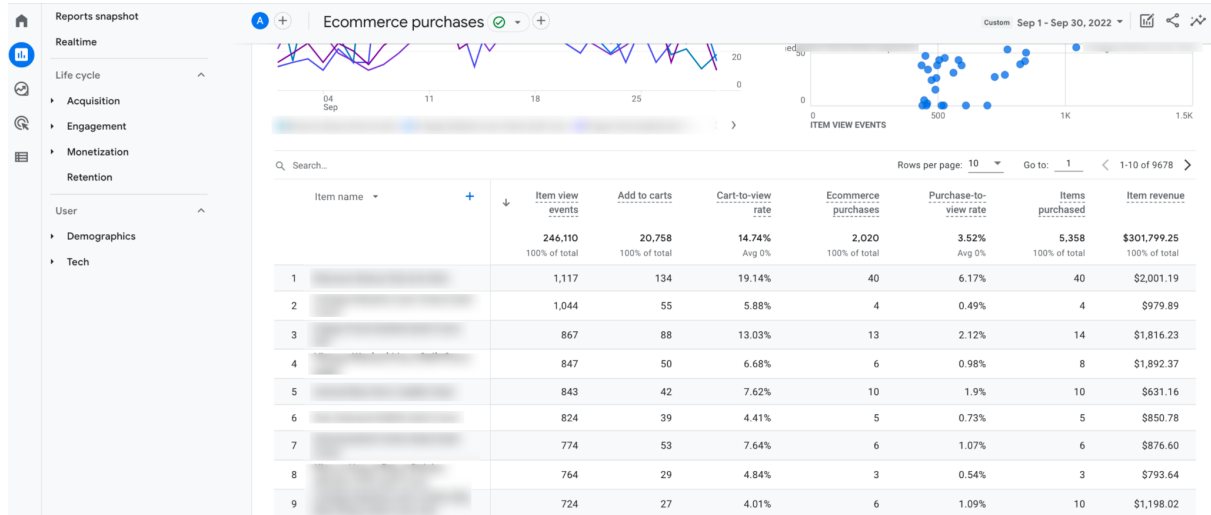 Reports snapshot
Realtime
Life cycle
Acquisition
Engagement
Monetization
Retention
User
Demographics
Tech
A
Ecommerce purchases
Custom Sep 1 - Sep 30, 2022
20
0
04
Sep
11
18
25
50
0
0
500
1K
1.5K
ITEM VIEW EVENTS
Search...
Rows per page: 10
Go to: 1
1-10 of 9678
Item name
Item view
events
Add to carts
Cart-to-view
rate
Ecommerce
purchases
Purchase-to-
view rate
Items
purchased
Item revenue
246,110 20,758 14.74% 2,020 3.52% 5,358 $301,799.25
100% of total 100% of total Avg 0% 100% of total Avg 0% 100% of total 100% of total
1 1,117 134 19.14% 40 6.17% 40 $2,001.19
2 1,044 55 5.88% 4 0.49% 4 $979.89
3 867 88 13.03% 13 2.12% 14 $1,816.23
4 847 50 6.68% 6 0.98% 8 $1,892.37
5 843 42 7.62% 10 1.9% 10 $631.16
6 824 39 4.41% 5 0.73% 5 $850.78
7 774 53 7.64% 6 1.07% 6 $876.60
8 764 29 4.84% 3 0.54% 3 $793.64
9 724 27 4.01% 6 1.09% 10 $1,198.02